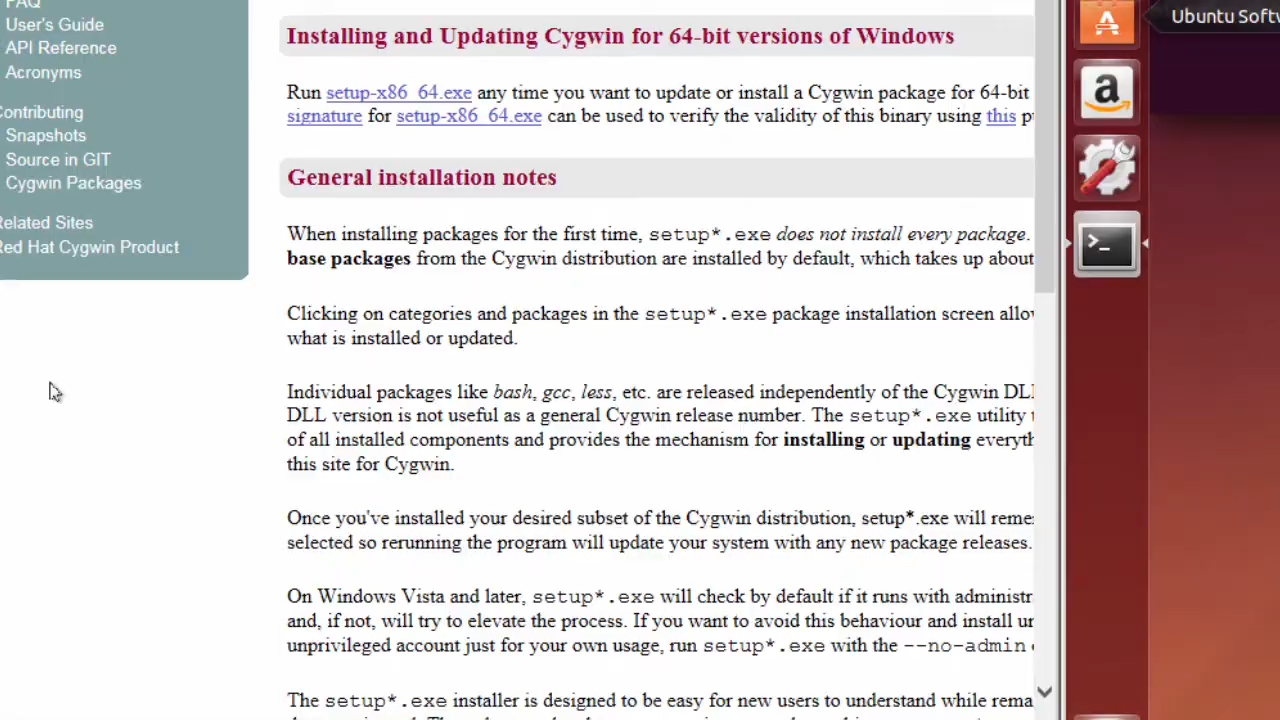 FAQ
User's Guide
API Reference
Acronyms
Contributing
Snapshots
Source in GIT
Cygwin Packages
Related Sites
Red Hat Cygwin Product
Installing and Updating Cygwin for 64-bit versions of Windows
Run setup-x86_64.exe any time you want to update or install a Cygwin package for 64-bit
signature for setup-x86_64.exe can be used to verify the validity of this binary using this
General installation notes
When installing packages for the first time, setup*.exe does not install every package.
base packages from the Cygwin distribution are installed by default, which takes up about
Clicking on categories and packages in the setup*.exe package installation screen allo
what is installed or updated.
Individual packages like bash, gcc, less, etc. are released independently of the Cygwin DL
DLL version is not useful as a general Cygwin release number. The setup*.exe utility
of all installed components and provides the mechanism for installing or updating everyth
this site for Cygwin.
Once you've installed your desired subset of the Cygwin distribution, setup*.exe will reme
selected so rerunning the program will update your system with any new package releases.
On Windows Vista and later, setup*.exe will check by default if it runs with administr
and, if not, will try to elevate the process. If you want to avoid this behaviour and install un
unprivileged account just for your own usage, run setup*.exe with the --no-admin
The setup*.exe installer is designed to be easy for new users to understand while rema
Ubuntu Softw
a
>_